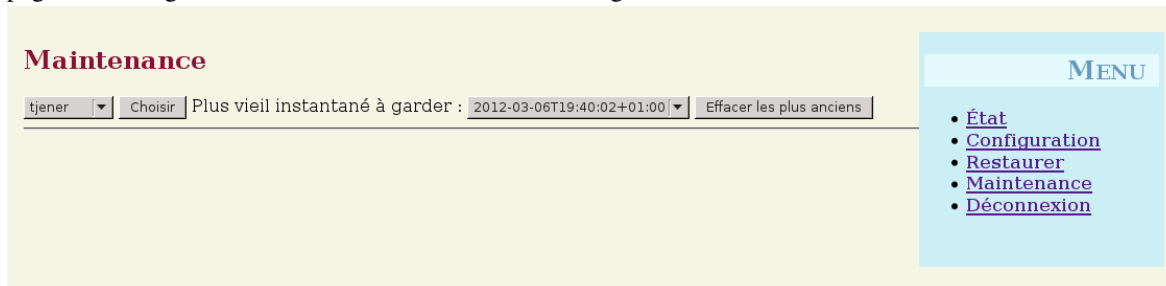 Maintenance
tjener Choisir Plus vieil instantané à garder : 2012-03-06T19:40:02+01:00 Effacer les plus anciens
MENU
État
Configuration
Restaurer
Maintenance
Déconnexion